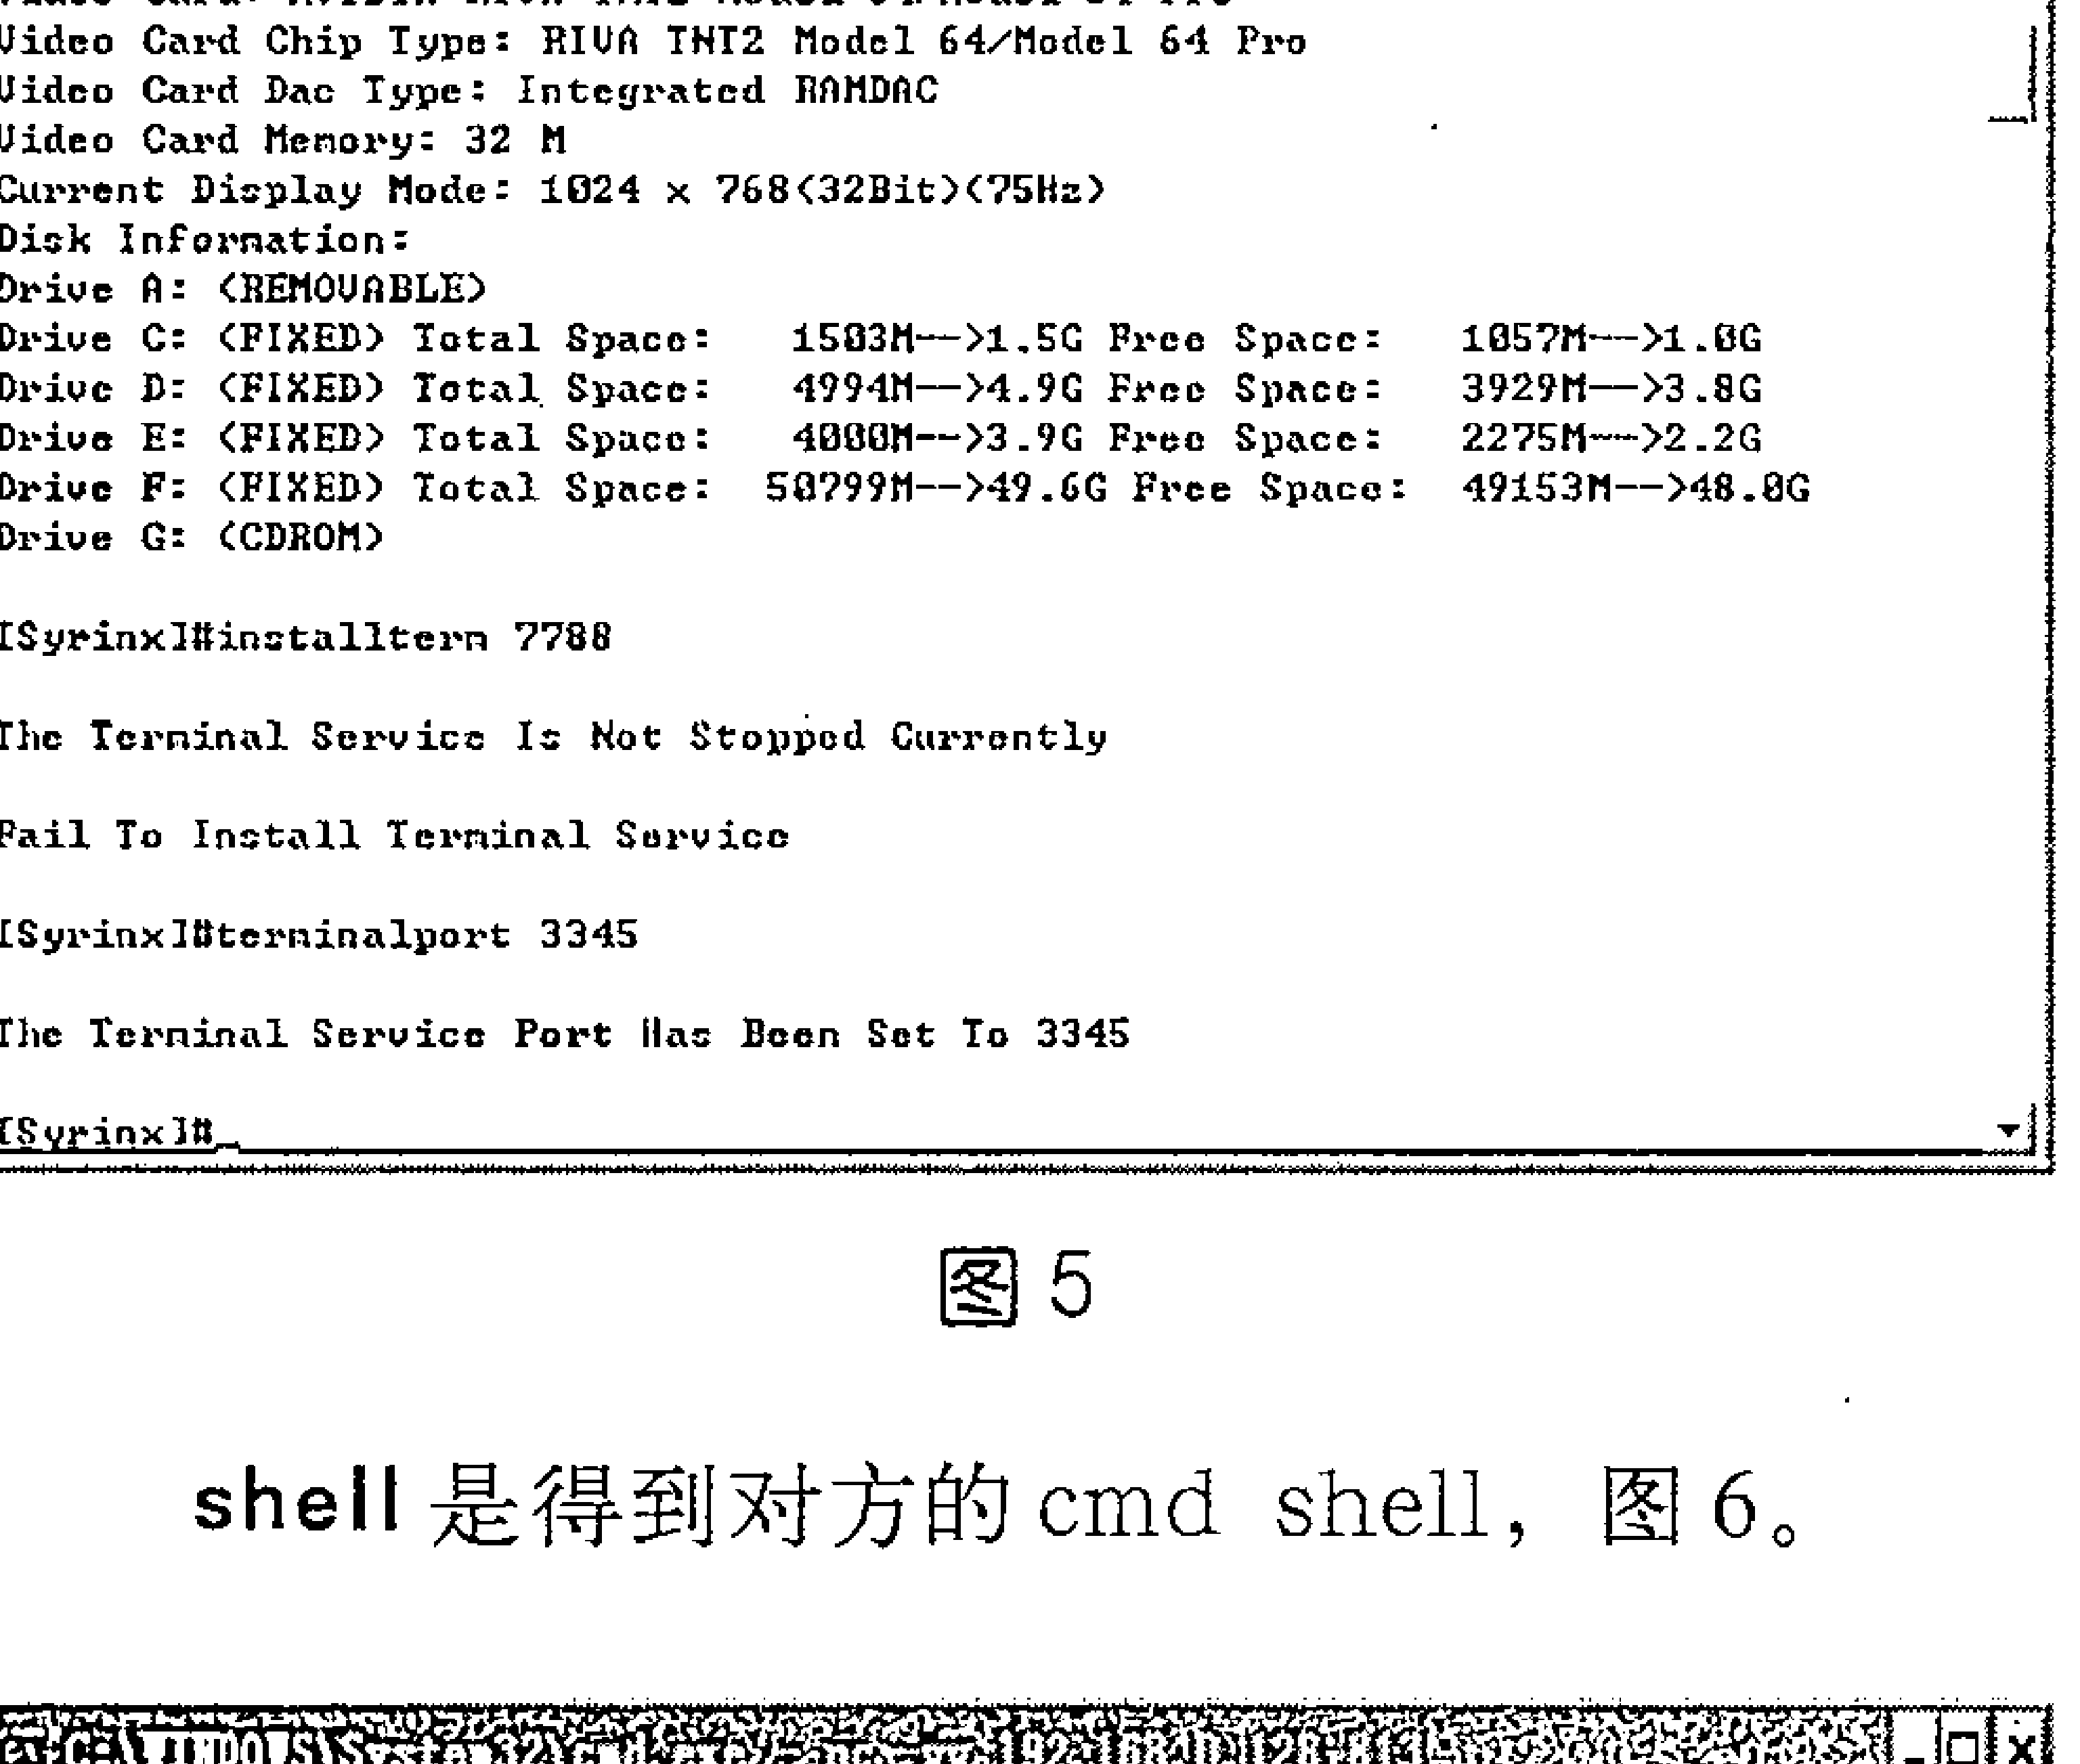 Video Card Chip Type: RIVA TNT2 Model 64/Model 64 Pro
Video Card Dac Type: Integrated RAMDAC
Video Card Memory: 32 M
Current Display Mode: 1024 x 768(32Bit)(75Hz)
Disk Information:
Drive A: (REMOVABLE)
Drive C: (FIXED) Total Space: 1503M-->1.5G Free Space: 1057M-->1.0G
Drive D: (FIXED) Total Space: 4994M-->4.9G Free Space: 3929M-->3.8G
Drive E: (FIXED) Total Space: 4000M-->3.9G Free Space: 2275M-->2.2G
Drive F: (FIXED) Total Space: 50799M-->49.6G Free Space: 49153M-->48.0G
Drive G: (CDROM)
[Syrinx]#installterm 7788
The Terminal Service Is Not Stopped Currently
Fail To Install Terminal Service
[Syrinx]#terminalport 3345
The Terminal Service Port Has Been Set To 3345
[Syrinx]#_
图 5
shell 是得到对方的 cmd shell，图 6。